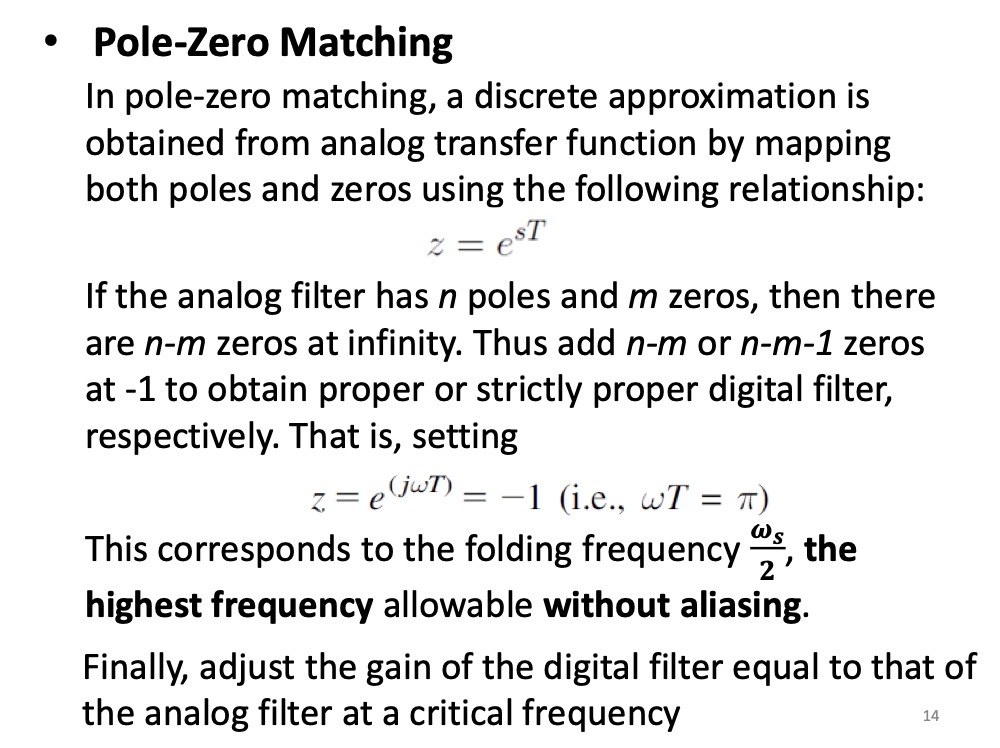 • Pole-Zero Matching
In pole-zero matching, a discrete approximation is
obtained from analog transfer function by mapping
both poles and zeros using the following relationship:
z = e^{sT}
If the analog filter has n poles and m zeros, then there
are n-m zeros at infinity. Thus add n-m or n-m-1 zeros
at -1 to obtain proper or strictly proper digital filter,
respectively. That is, setting
z = e^{(jωT)} = −1 (i.e., ωT = π)
This corresponds to the folding frequency ω_s/2, the
highest frequency allowable without aliasing.
Finally, adjust the gain of the digital filter equal to that of
the analog filter at a critical frequency
14